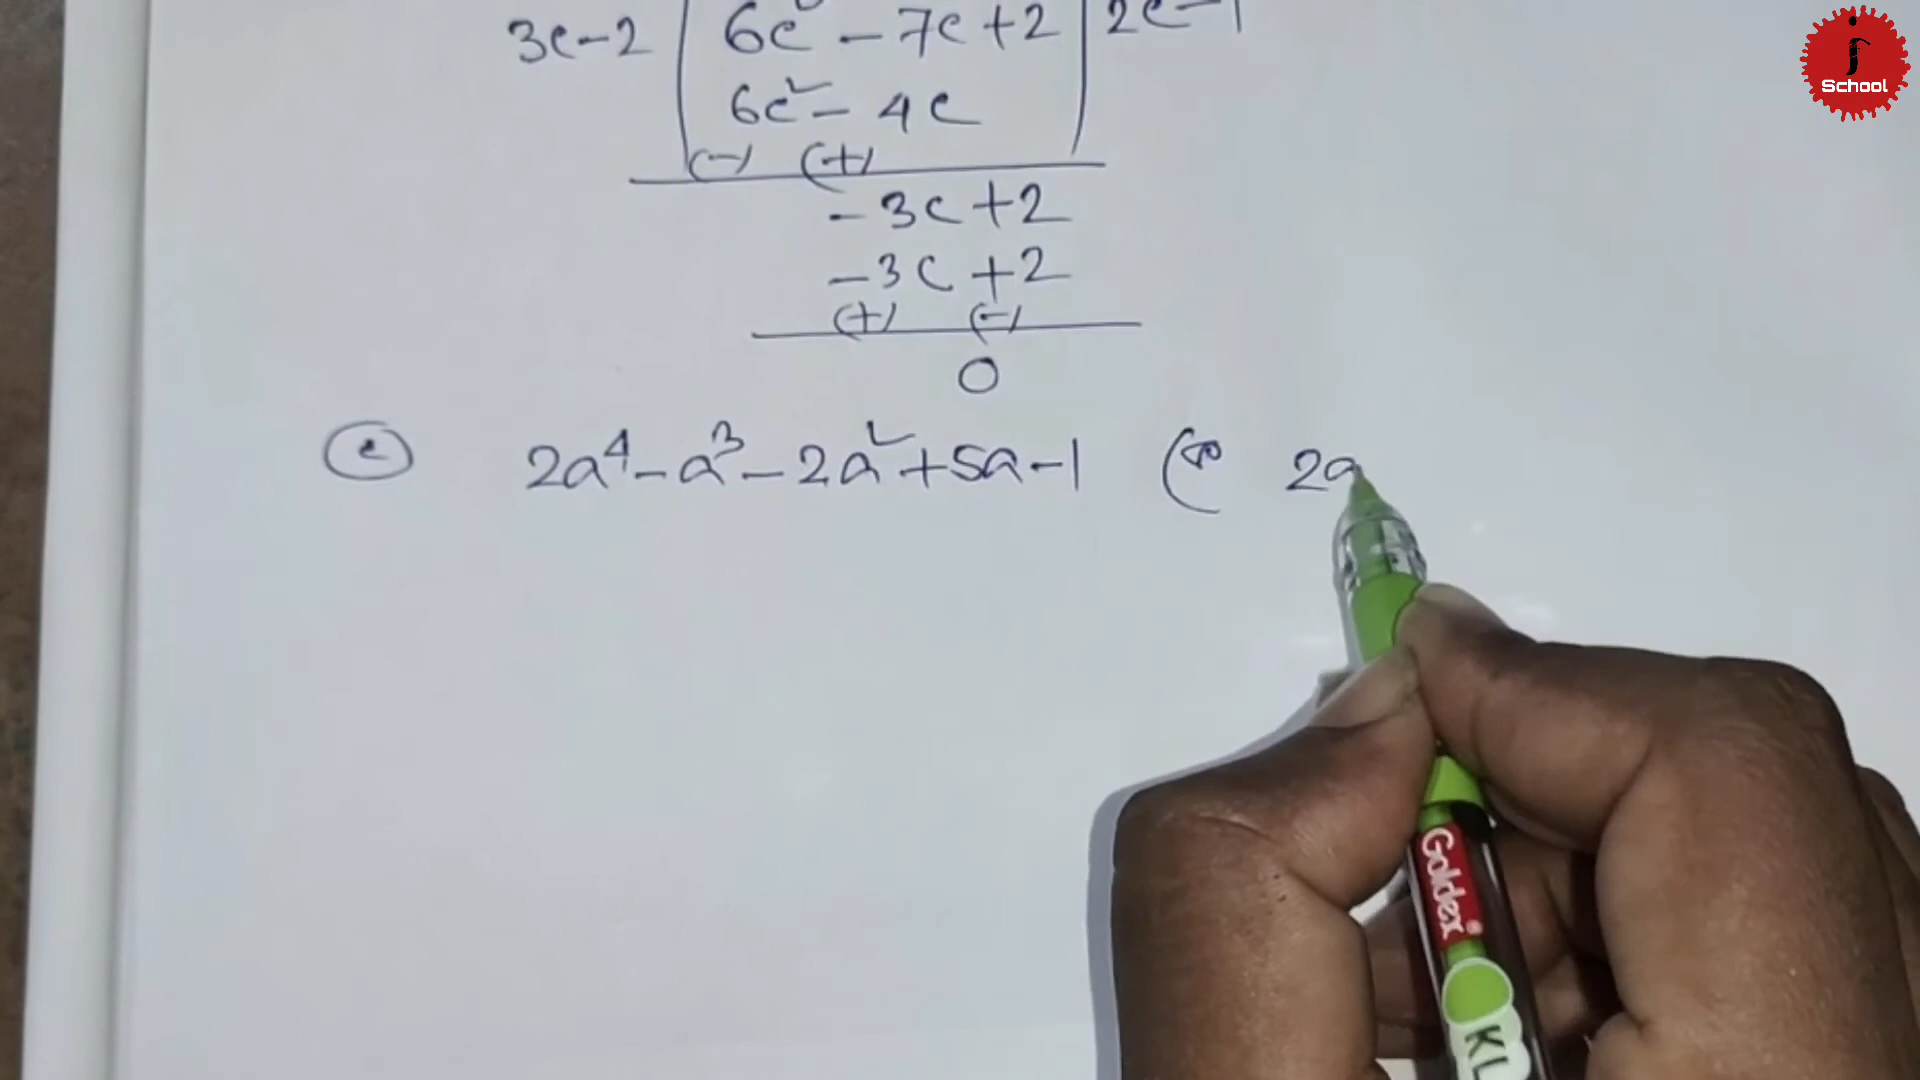 3c-2 | 6c² - 7c + 2 | 2c-1
6c² - 4c
(-) (+)
-3c +2
-3c +2
(+) (-)
0
c 2a⁴-a³-2a²+5a-1 কে 2a
School
Goldex®
KL